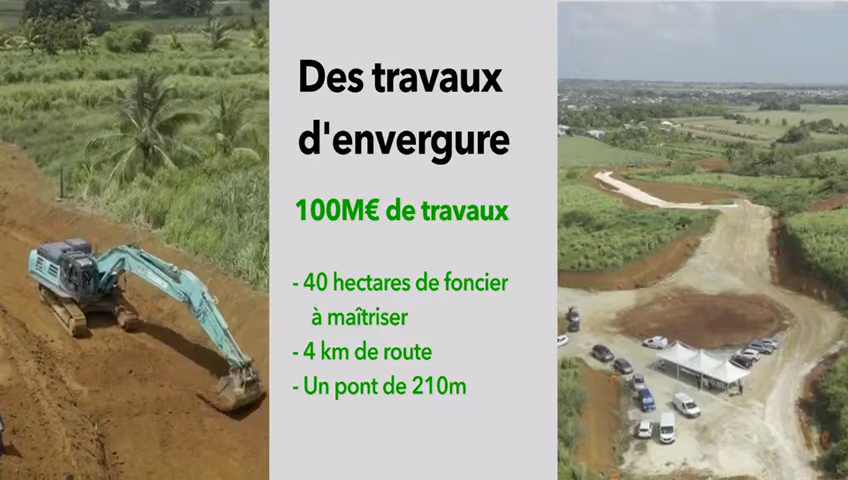 Des travaux
d'envergure
100M€ de travaux
- 40 hectares de foncier
à maîtriser
- 4 km de route
- Un pont de 210m